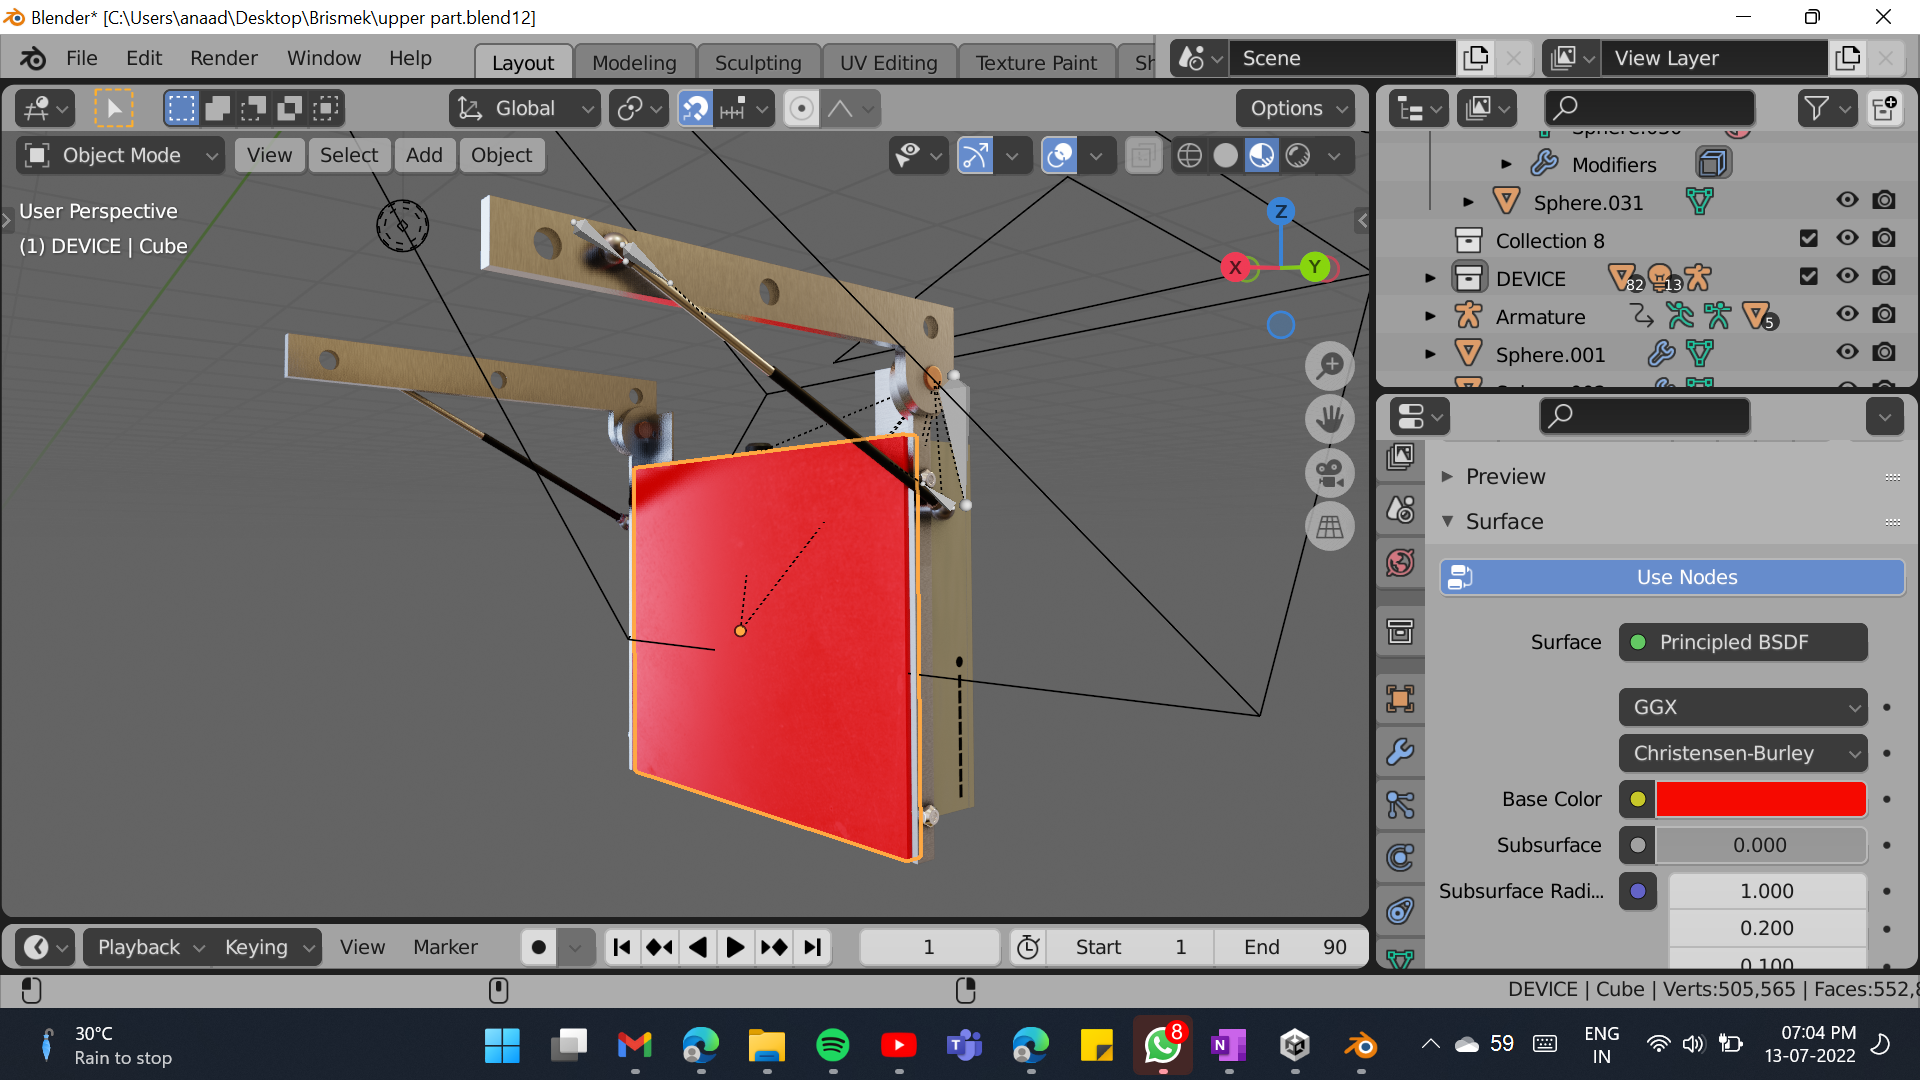 Blender* [C:\Users\anaad\Desktop\Brismek\upper part.blend12]
File Edit Render Window Help Layout Modeling Sculpting UV Editing Texture Paint Sh Scene View Layer
Global Options
Object Mode View Select Add Object
User Perspective
(1) DEVICE | Cube
Z
X
Y
Modifiers
Sphere.031
Collection 8
DEVICE 82 13
Armature 5
Sphere.001
Preview
Surface
Use Nodes
Surface Principled BSDF
GGX
Christensen-Burley
Base Color
Subsurface 0.000
Subsurface Radi... 1.000
0.200
0.100
Playback Keying View Marker 1 Start 1 End 90
DEVICE | Cube | Verts:505,565 | Faces:552,8
30°C
Rain to stop
8
59
ENG
IN
07:04 PM
13-07-2022